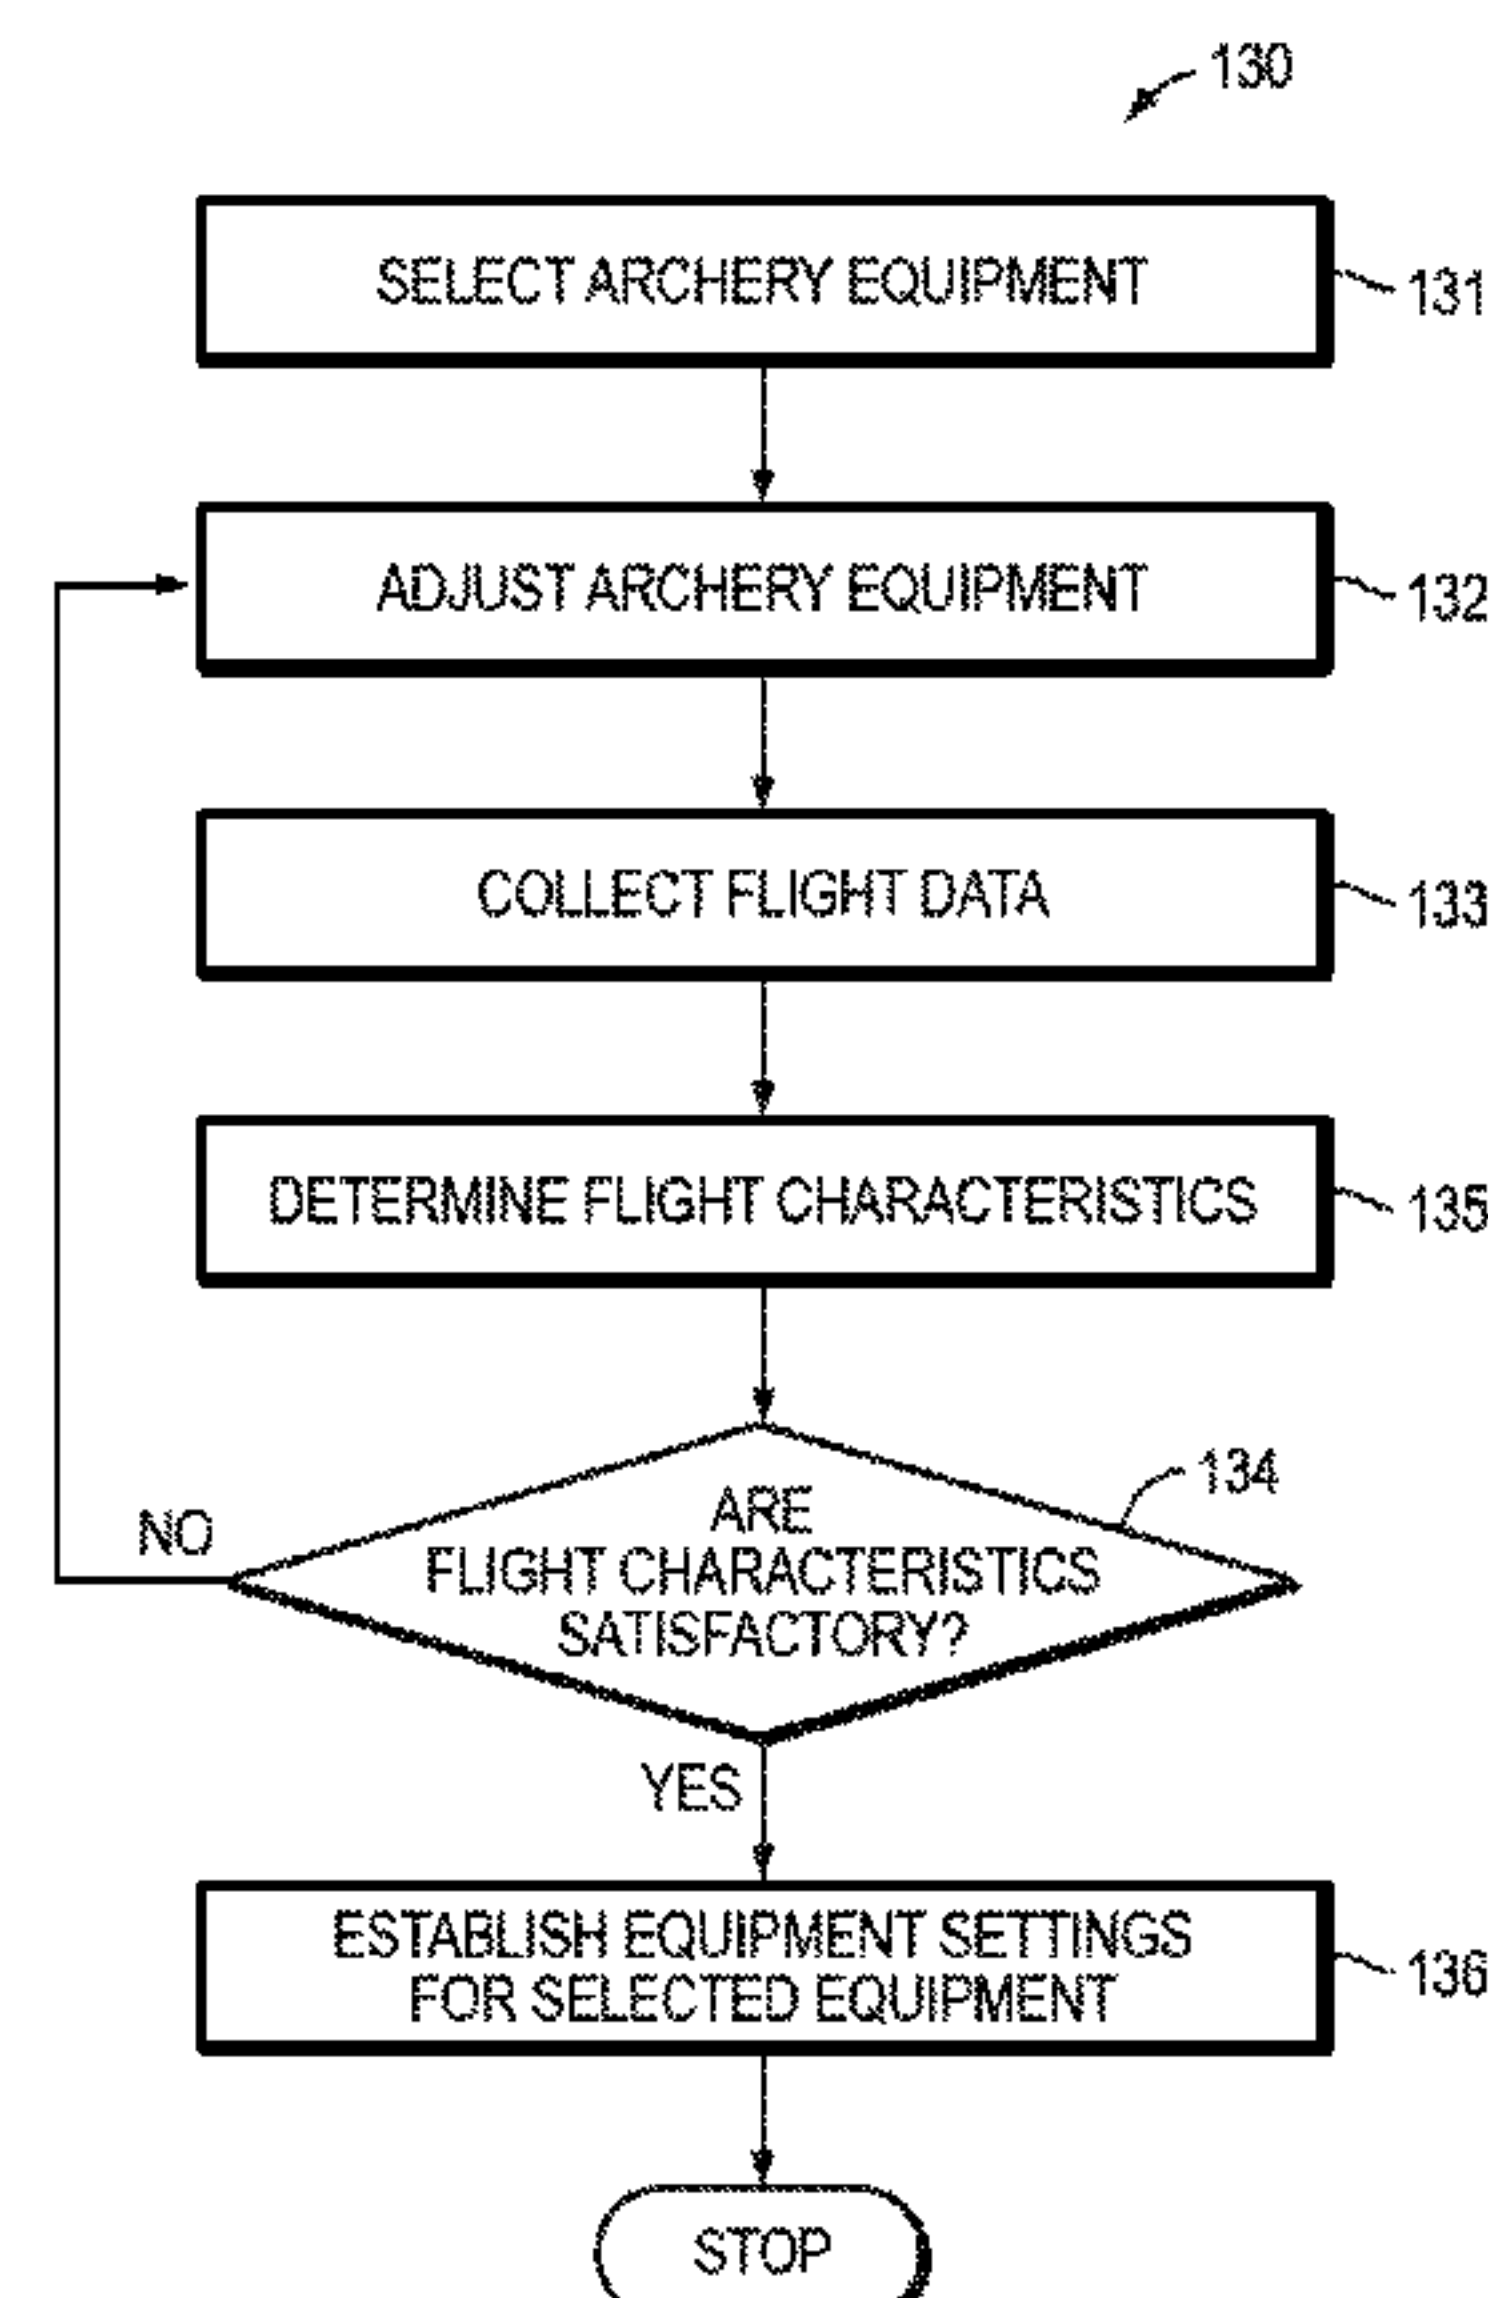 130
SELECT ARCHERY EQUIPMENT
131
ADJUST ARCHERY EQUIPMENT
132
COLLECT FLIGHT DATA
133
DETERMINE FLIGHT CHARACTERISTICS
135
134
ARE
FLIGHT CHARACTERISTICS
SATISFACTORY?
NO
YES
ESTABLISH EQUIPMENT SETTINGS
FOR SELECTED EQUIPMENT
136
STOP